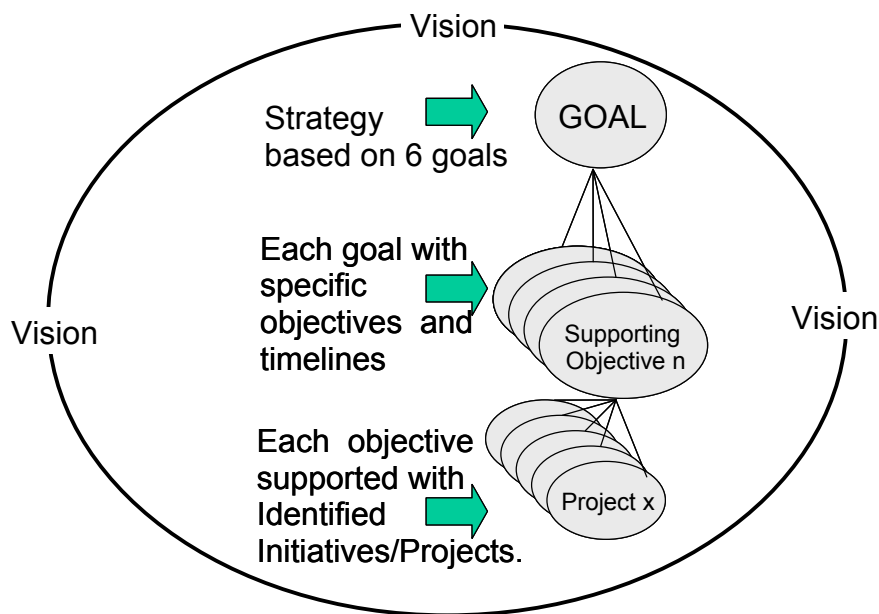 Vision
Strategy
based on 6 goals
GOAL
Each goal with
specific
objectives and
timelines
Vision
Vision
Supporting
Objective n
Each objective
supported with
Identified
Initiatives/Projects.
Project x